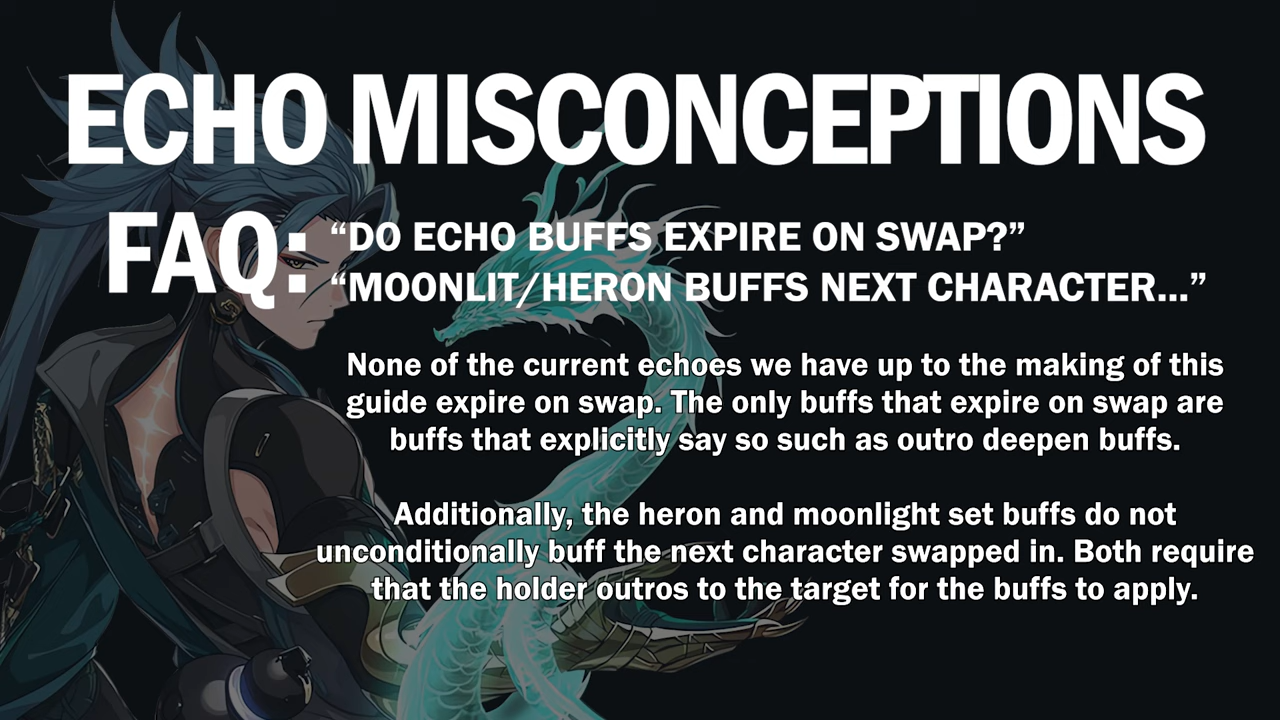 ECHO MISCONCEPTIONS
FAQ: “DO ECHO BUFFS EXPIRE ON SWAP?”
“MOONLIT/HERON BUFFS NEXT CHARACTER...”
None of the current echoes we have up to the making of this
guide expire on swap. The only buffs that expire on swap are
buffs that explicitly say so such as outro deepen buffs.
Additionally, the heron and moonlight set buffs do not
unconditionally buff the next character swapped in. Both require
that the holder outros to the target for the buffs to apply.